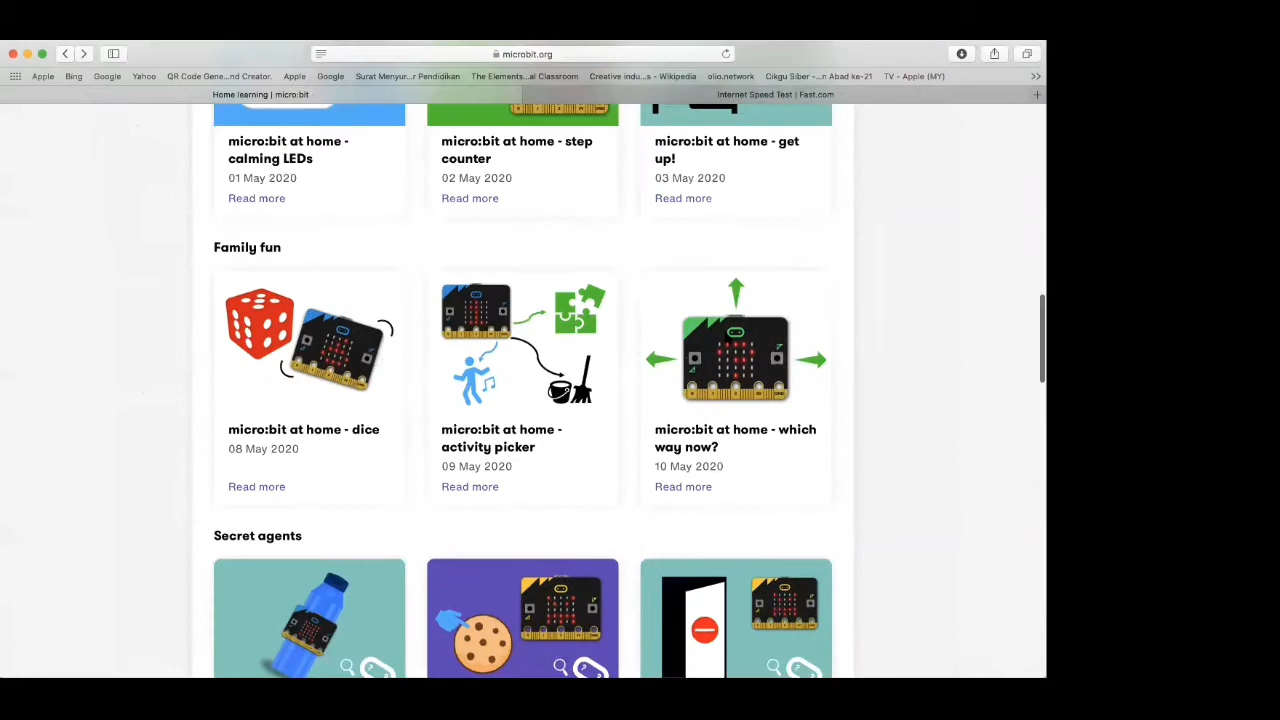 microbit.org
Apple Bing Google Yahoo QR Code Gene...nd Creator. Apple Google Surat Menyur...r Pendidikan The Elements...al Classroom Creative indu...s - Wikipedia olio.network Cikgu Siber -...n Abad ke-21 TV - Apple (MY)
Home learning | micro:bit Internet Speed Test | Fast.com
micro:bit at home -
calming LEDs
01 May 2020
Read more
micro:bit at home - step
counter
02 May 2020
Read more
micro:bit at home - get
up!
03 May 2020
Read more
Family fun
micro:bit at home - dice
08 May 2020
Read more
micro:bit at home -
activity picker
09 May 2020
Read more
micro:bit at home - which
way now?
10 May 2020
Read more
Secret agents